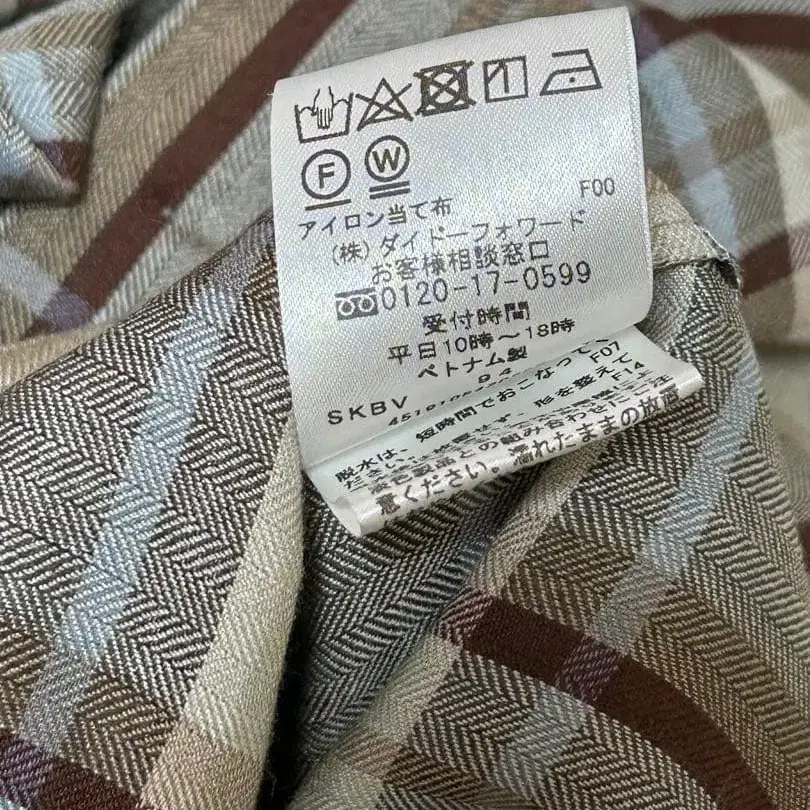 F
W
アイロン当て布
F00
(株)ダイドーフォワード
お客様相談窓口
0120-17-0599
受付時間
平日10時～18時
ベトナム製
SKBV
F07
脱水は、短時間でおこなって
形を整えて
F14
意ください。濡れたままの放置